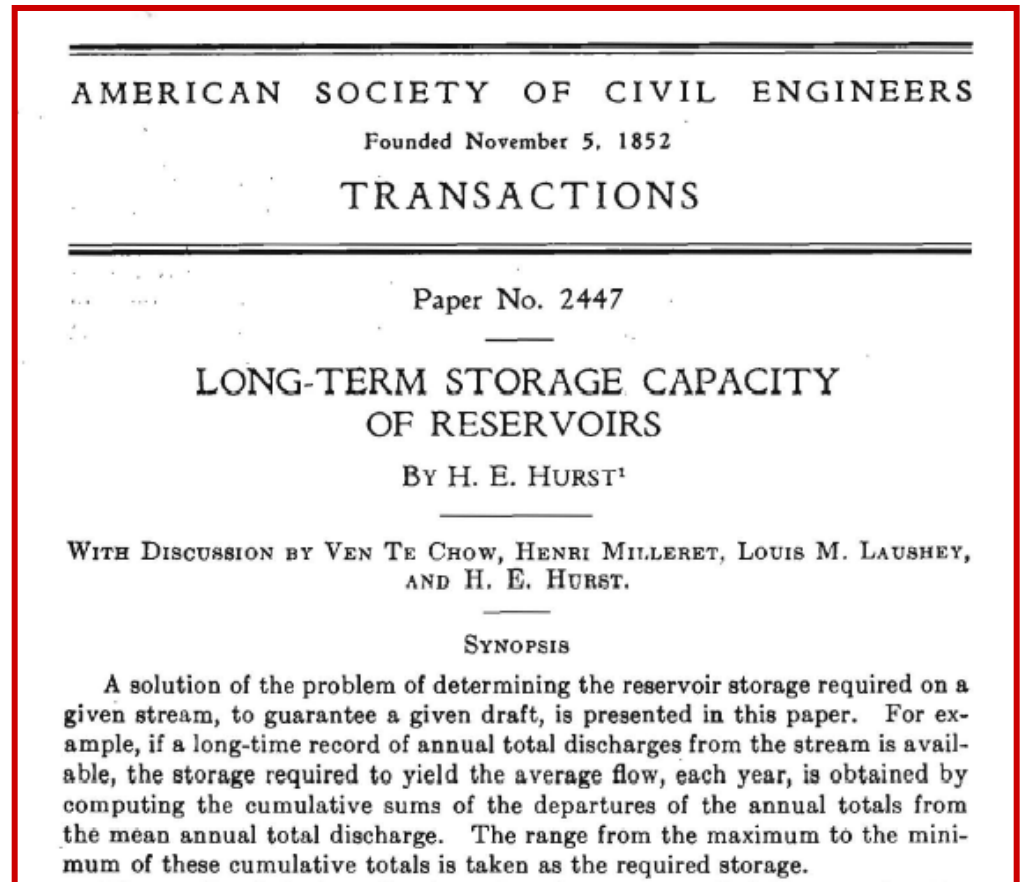 AMERICAN SOCIETY OF CIVIL ENGINEERS
Founded November 5, 1852
TRANSACTIONS
Paper No. 2447
LONG-TERM STORAGE CAPACITY
OF RESERVOIRS
BY H. E. HURST¹
WITH DISCUSSION BY VEN TE CHOW, HENRI MILLERET, LOUIS M. LAUSHEY,
AND H. E. HURST.
SYNOPSIS
A solution of the problem of determining the reservoir storage required on a
given stream, to guarantee a given draft, is presented in this paper. For ex-
ample, if a long-time record of annual total discharges from the stream is avail-
able, the storage required to yield the average flow, each year, is obtained by
computing the cumulative sums of the departures of the annual totals from
the mean annual total discharge. The range from the maximum to the mini-
mum of these cumulative totals is taken as the required storage.